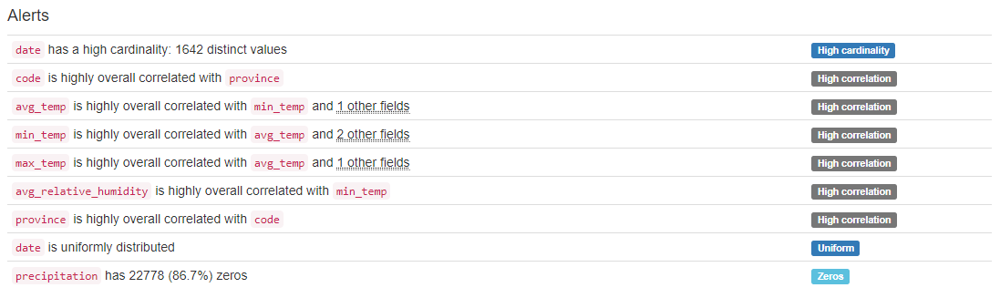 Alerts
date has a high cardinality: 1642 distinct values High cardinality
code is highly overall correlated with province High correlation
avg_temp is highly overall correlated with min_temp and 1 other fields High correlation
min_temp is highly overall correlated with avg_temp and 2 other fields High correlation
max_temp is highly overall correlated with avg_temp and 1 other fields High correlation
avg_relative_humidity is highly overall correlated with min_temp High correlation
province is highly overall correlated with code High correlation
date is uniformly distributed Uniform
precipitation has 22778 (86.7%) zeros Zeros